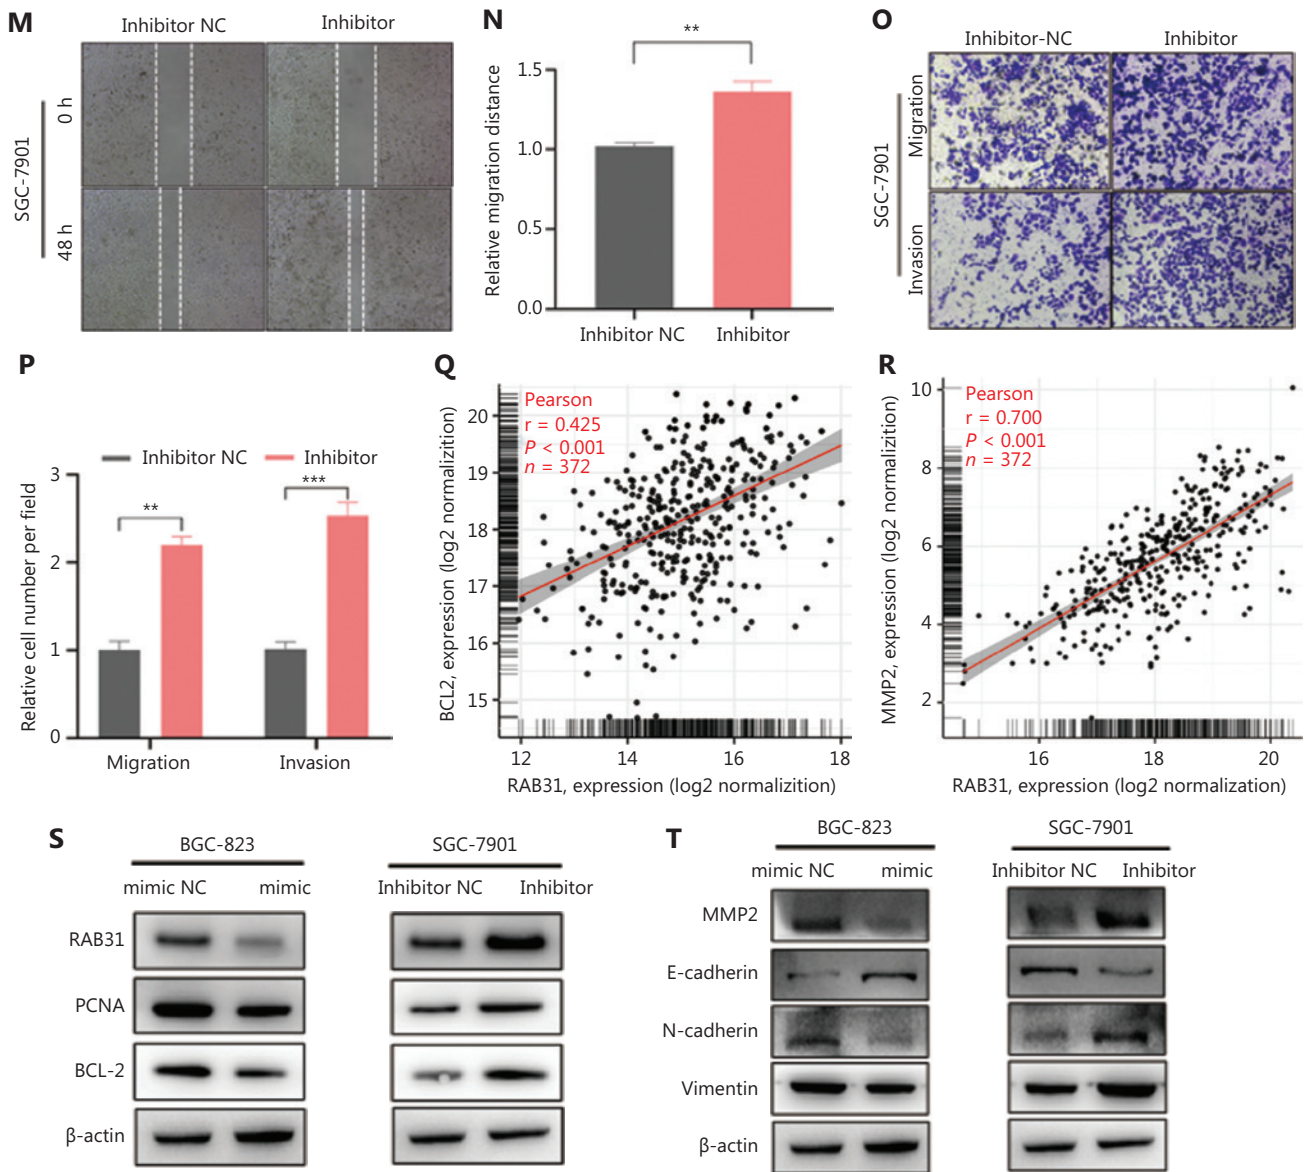 M
Inhibitor NC
Inhibitor
SGC-7901
0 h
48 h
N
**
Relative migration distance
1.5
1.0
0.5
0.0
Inhibitor NC
Inhibitor
O
Inhibitor-NC
Inhibitor
SGC-7901
Migration
Invasion
P
Inhibitor NC
Inhibitor
Relative cell number per field
3
2
1
0
**
***
Migration
Invasion
Q
Pearson
r = 0.425
P < 0.001
n = 372
BCL2, expression (log2 normalizition)
20
19
18
17
16
15
12
14
16
18
RAB31, expression (log2 normalizition)
R
Pearson
r = 0.700
P < 0.001
n = 372
MMP2, expression (log2 normalizition)
10
8
6
4
2
16
18
20
RAB31, expression (log2 normalization)
S
BGC-823
SGC-7901
mimic NC
mimic
Inhibitor NC
Inhibitor
RAB31
PCNA
BCL-2
β-actin
T
BGC-823
SGC-7901
mimic NC
mimic
Inhibitor NC
Inhibitor
MMP2
E-cadherin
N-cadherin
Vimentin
β-actin